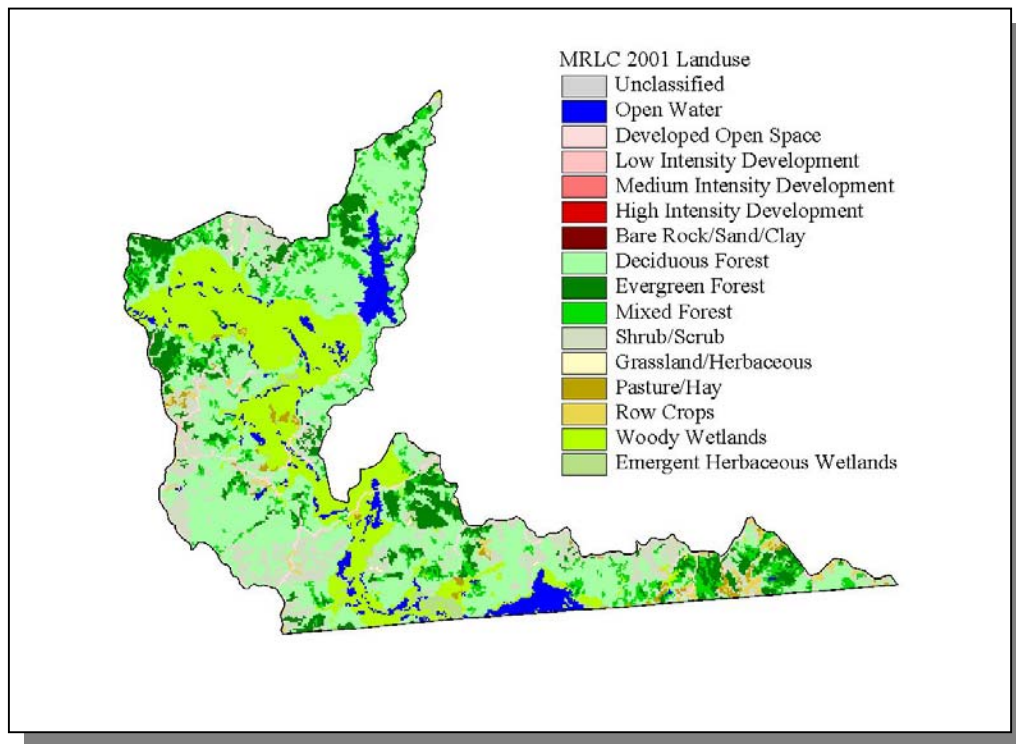 MRLC 2001 Landuse
Unclassified
Open Water
Developed Open Space
Low Intensity Development
Medium Intensity Development
High Intensity Development
Bare Rock/Sand/Clay
Deciduous Forest
Evergreen Forest
Mixed Forest
Shrub/Scrub
Grassland/Herbaceous
Pasture/Hay
Row Crops
Woody Wetlands
Emergent Herbaceous Wetlands